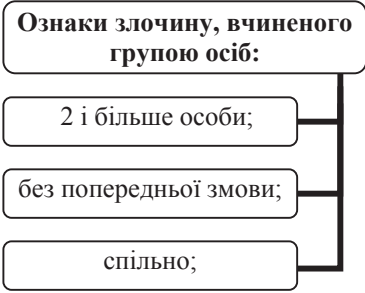 Ознаки злочину, вчиненого
групою осіб:
2 і більше особи;
без попередньої змови;
спільно;